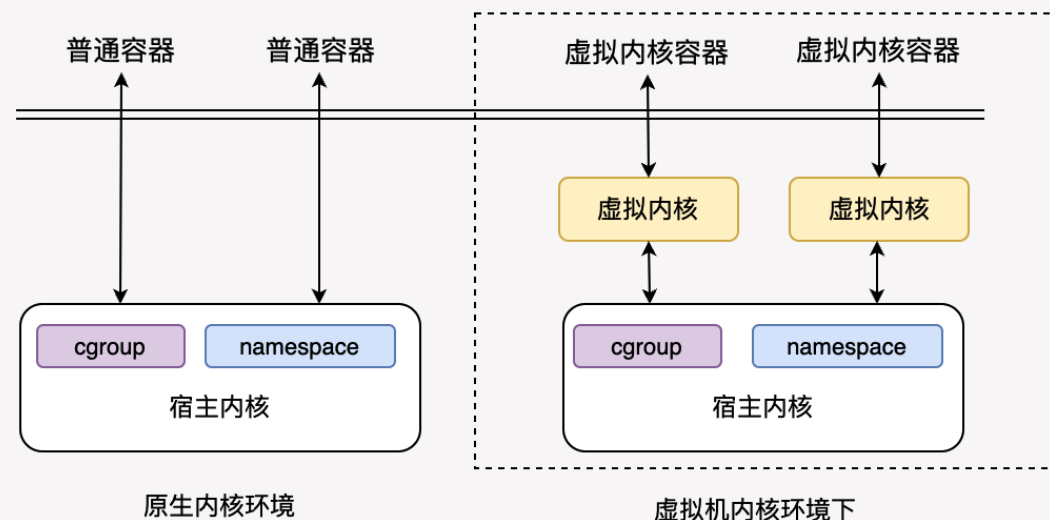 普通容器
普通容器
虚拟内核容器
虚拟内核容器
虚拟内核
虚拟内核
cgroup
namespace
宿主内核
cgroup
namespace
宿主内核
原生内核环境
虚拟机内核环境下